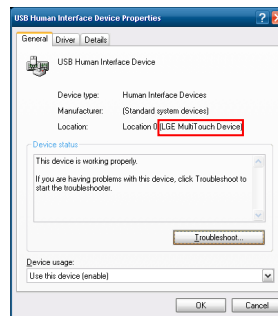 USB Human Interface Device Properties
General Driver Details
USB Human Interface Device
Device type: Human Interface Devices
Manufacturer: (Standard system devices)
Location: Location 0 (LGE MultiTouch Device)
Device status
This device is working properly.
If you are having problems with this device, click Troubleshoot to
start the troubleshooter.
Troubleshoot...
Device usage:
Use this device (enable)
OK Cancel